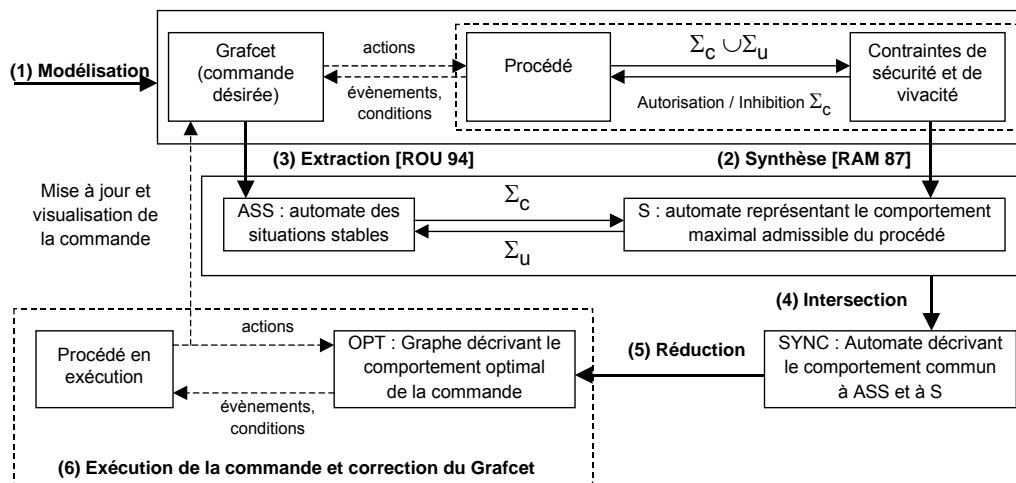 (1) Modélisation
Grafcet
(commande
désirée)
actions
évènements,
conditions
Procédé
Σc ∪Σu
Autorisation / Inhibition Σc
Contraintes de
sécurité et de
vivacité
(3) Extraction [ROU 94]
(2) Synthèse [RAM 87]
Mise à jour et
visualisation de
la commande
ASS : automate des
situations stables
Σc
Σu
S : automate représentant le comportement
maximal admissible du procédé
(4) Intersection
Procédé en
exécution
actions
évènements,
conditions
OPT : Graphe décrivant le
comportement optimal
de la commande
(5) Réduction
SYNC : Automate décrivant
le comportement commun
à ASS et à S
(6) Exécution de la commande et correction du Grafcet